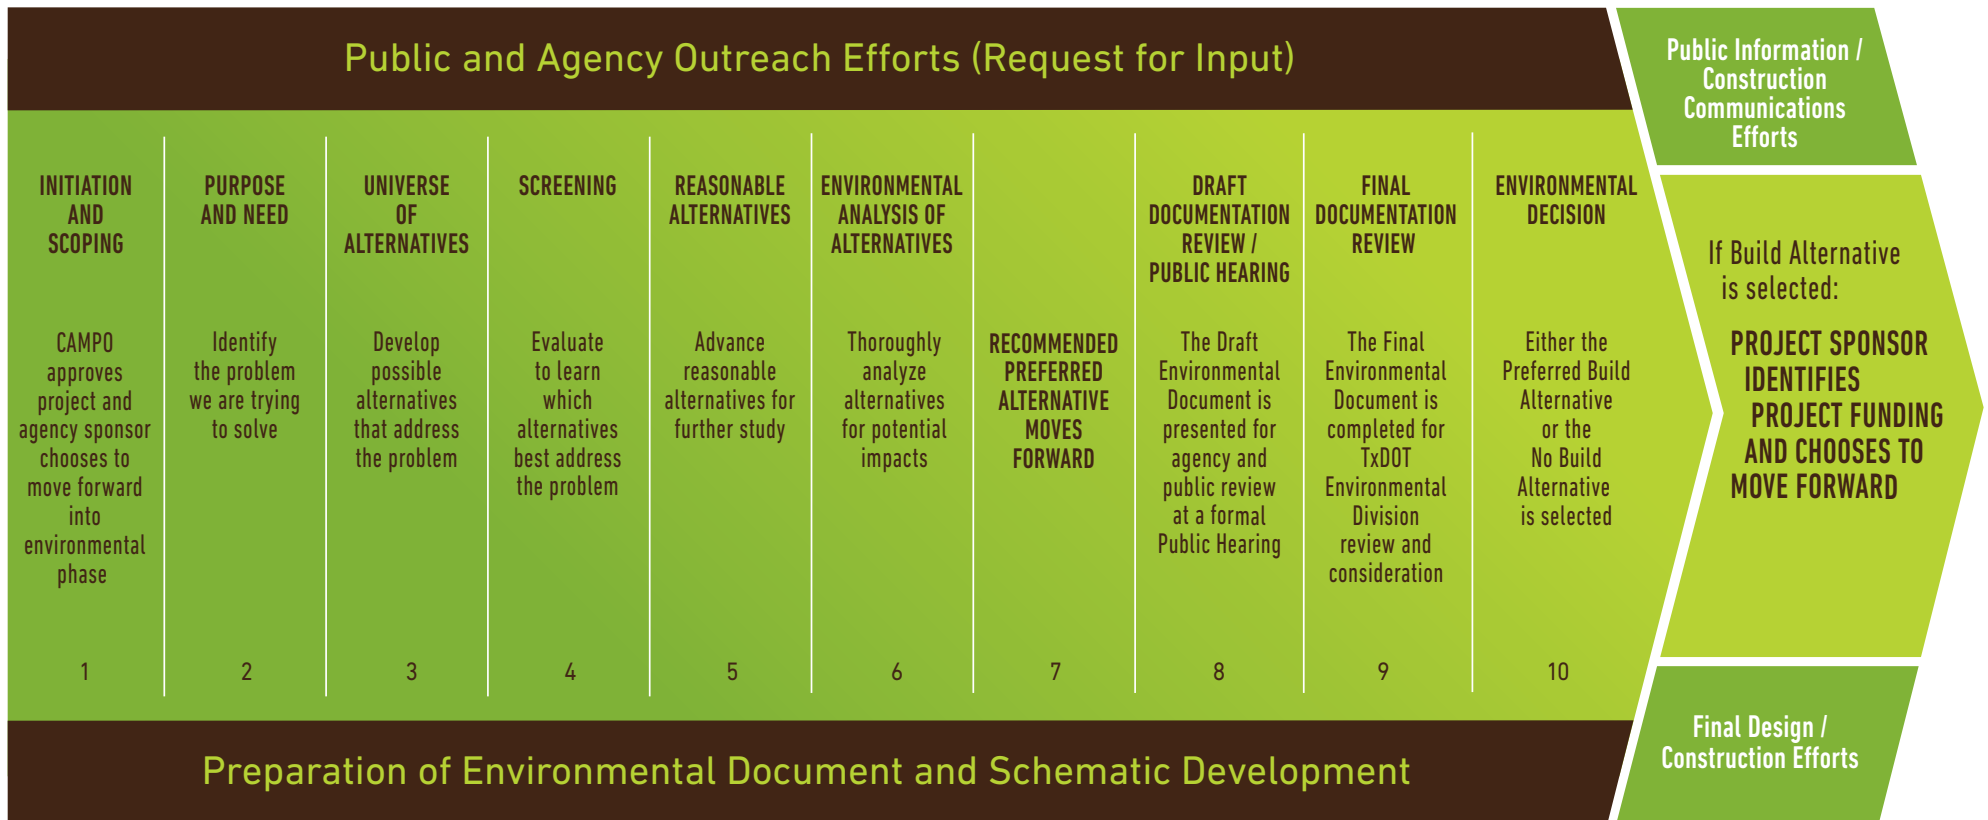 Public and Agency Outreach Efforts (Request for Input)
INITIATION
AND
SCOPING
CAMPO
approves
project and
agency sponsor
chooses to
move forward
into
environmental
phase
1
PURPOSE
AND NEED
Identify
the problem
we are trying
to solve
2
UNIVERSE
OF
ALTERNATIVES
Develop
possible
alternatives
that address
the problem
3
SCREENING
Evaluate
to learn
which
alternatives
best address
the problem
4
REASONABLE
ALTERNATIVES
Advance
reasonable
alternatives for
further study
5
ENVIRONMENTAL
ANALYSIS OF
ALTERNATIVES
Thoroughly
analyze
alternatives
for potential
impacts
6
RECOMMENDED
PREFERRED
ALTERNATIVE
MOVES
FORWARD
7
DRAFT
DOCUMENTATION
REVIEW /
PUBLIC HEARING
The Draft
Environmental
Document is
presented for
agency and
public review
at a formal
Public Hearing
8
FINAL
DOCUMENTATION
REVIEW
The Final
Environmental
Document is
completed for
TxDOT
Environmental
Division
review and
consideration
9
ENVIRONMENTAL
DECISION
Either the
Preferred Build
Alternative
or the
No Build
Alternative
is selected
10
Preparation of Environmental Document and Schematic Development
Public Information /
Construction
Communications
Efforts
If Build Alternative
is selected:
PROJECT SPONSOR
IDENTIFIES
PROJECT FUNDING
AND CHOOSES TO
MOVE FORWARD
Final Design /
Construction Efforts